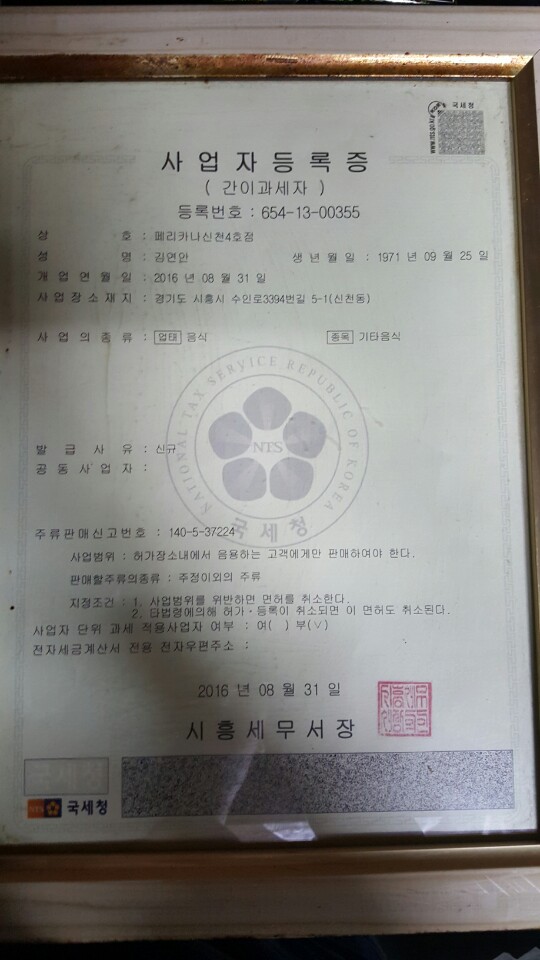 국세청
사업자등록증
( 간이과세자 )
등록번호 : 654-13-00355
상 호 : 페리카나신천4호점
성 명 : 김연안 생 년 월 일 : 1971 년 09 월 25 일
개 업 연 월 일 : 2016 년 08 월 31 일
사 업 장 소 재 지 : 경기도 시흥시 수인로3394번길 5-1(신천동)
사 업 의 종 류 : 업태 음식 종목 기타음식
NATIONAL TAX SERVICE REPUBLIC OF KOREA
NTS
국세청
발 급 사 유 : 신규
공 동 사 업 자 :
주류판매신고번호 : 140-5-37224
사업범위 : 허가장소내에서 음용하는 고객에게만 판매하여야 한다.
판매할주류의종류 : 주정이외의 주류
지정조건 : 1. 사업범위를 위반하면 면허를 취소한다.
2. 타법령에의해 허가·등록이 취소되면 이 면허도 취소된다.
사업자 단위 과세 적용사업자 여부 : 여( ) 부(√)
전자세금계산서 전용 전자우편주소 :
2016 년 08 월 31 일
시흥세무서장
국세청
NTS 국세청